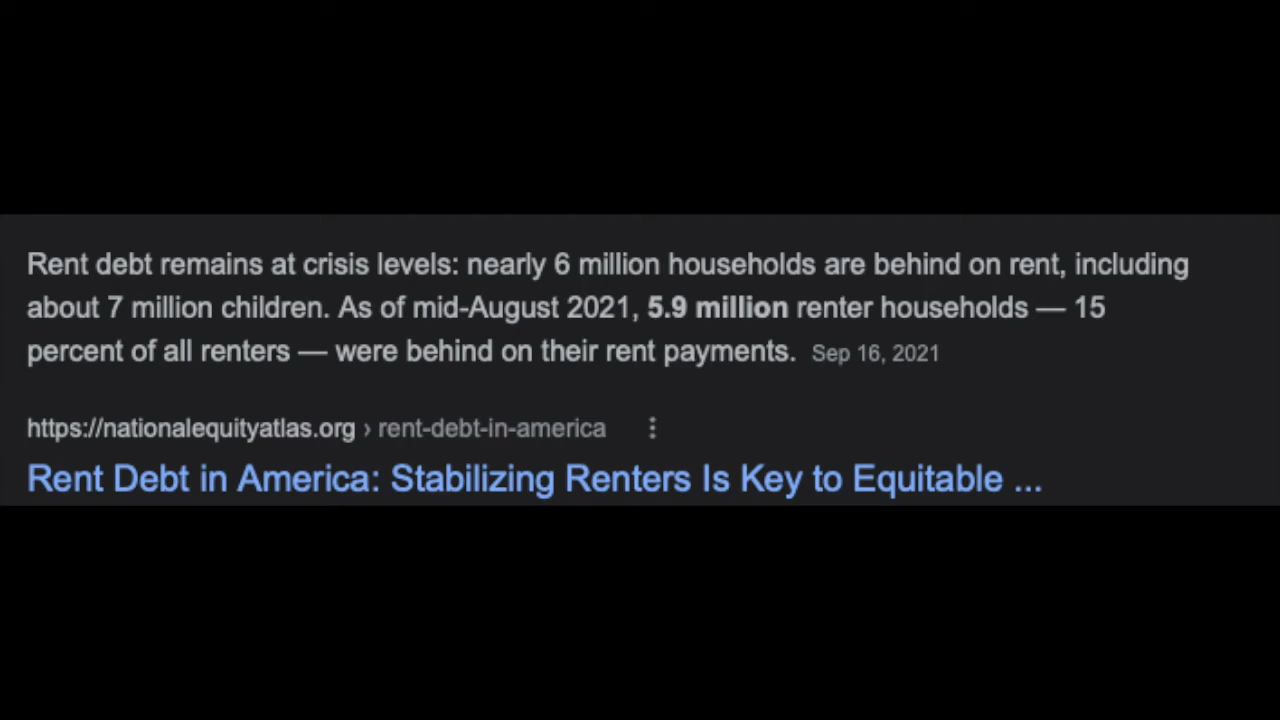 Rent debt remains at crisis levels: nearly 6 million households are behind on rent, including
about 7 million children. As of mid-August 2021, 5.9 million renter households — 15
percent of all renters — were behind on their rent payments. Sep 16, 2021
https://nationalequityatlas.org › rent-debt-in-america
Rent Debt in America: Stabilizing Renters Is Key to Equitable ...